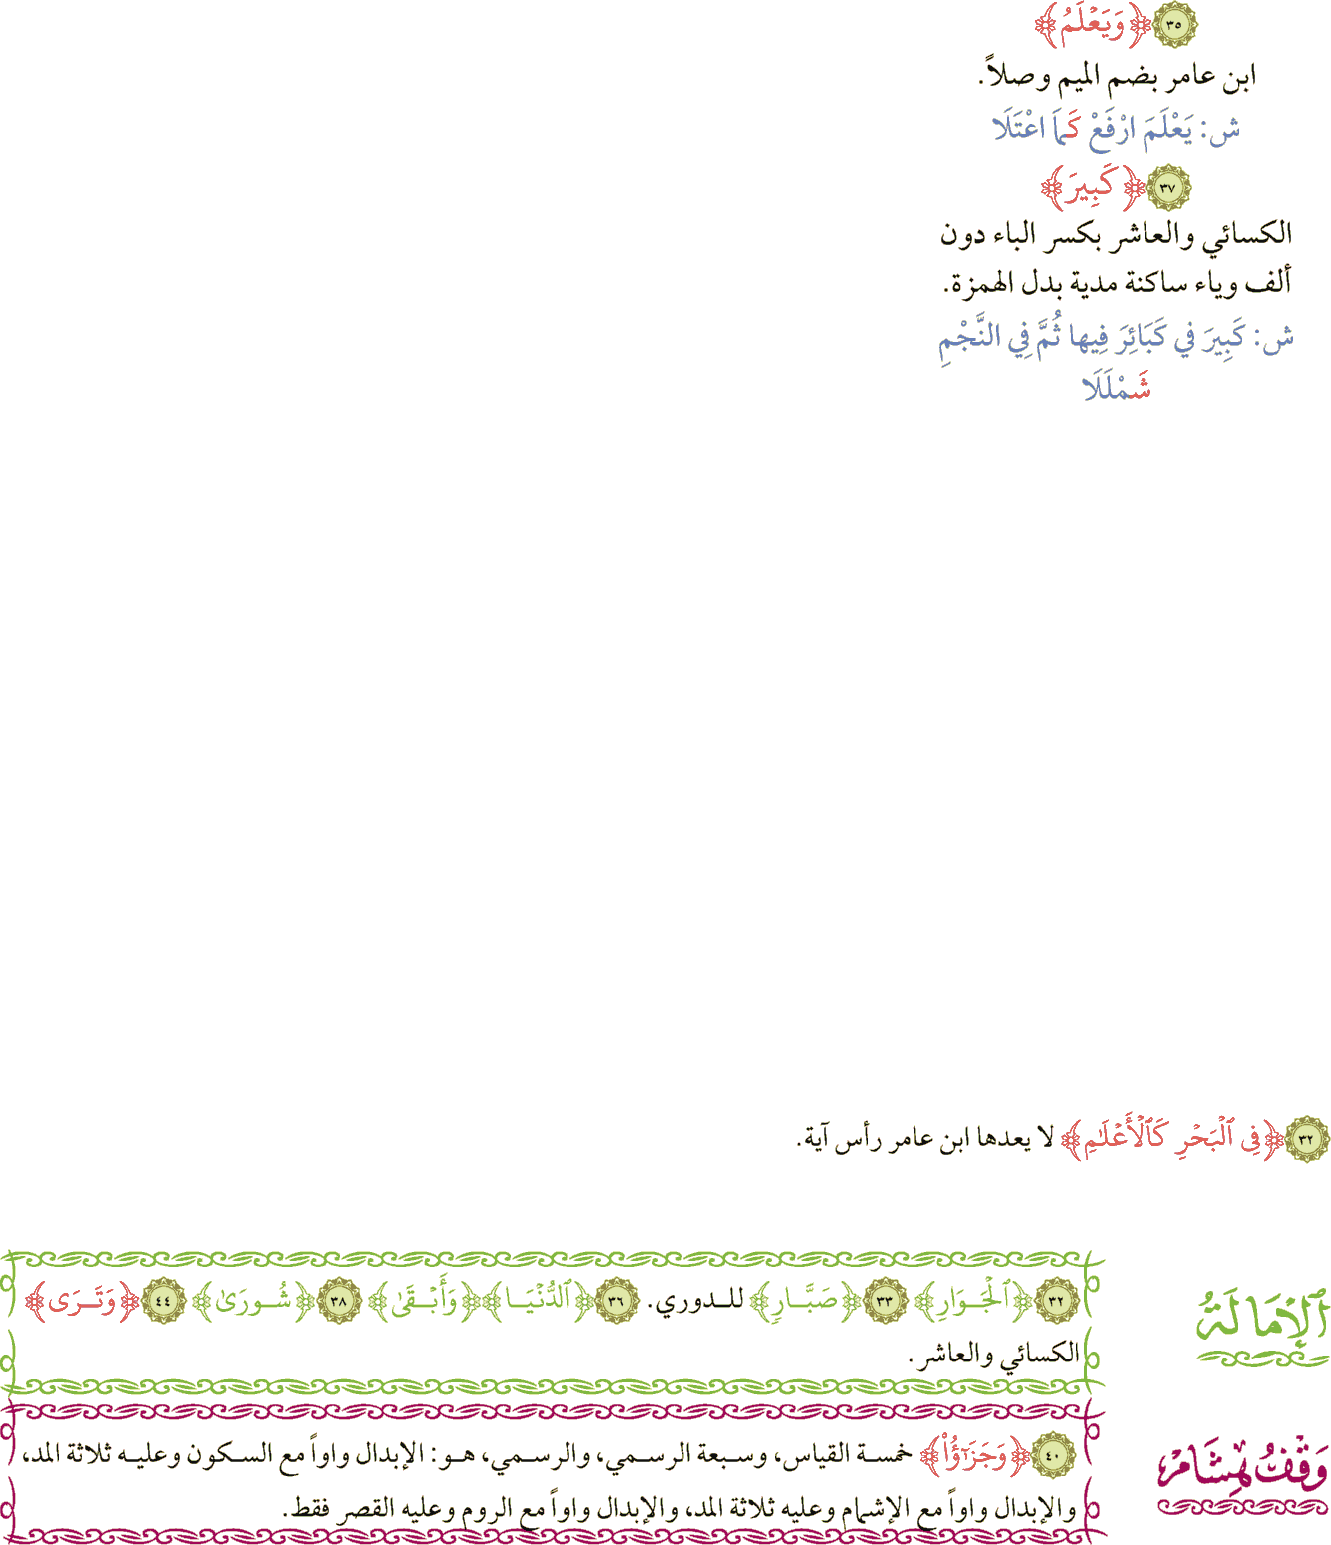 ٣٥ ﴿وَيَعْلَمُ﴾
ابن عامر بضم الميم وصلاً.
ش: يَعْلَمَ ارْفَعْ كَمَا اعْتَلَا
٣٧ ﴿كَبِيرَ﴾
الكسائي والعاشر بكسر الباء دون
ألف وياء ساكنة مدية بدل الهمزة.
ش: كَبِيرَ في كَبَائِرَ فِيها ثُمَّ فِي النَّجْمِ
شَمْلَلَا
٣٢ ﴿فِي ٱلْبَحْرِ كَٱلْأَعْلَٰمِ﴾ لا يعدها ابن عامر رأس آية.
ٱلْإِمَالَةُ
٣٢ ﴿ٱلْجَوَارِ﴾ ٣٣ ﴿صَبَّارٍ﴾ للدوري. ٣٦ ﴿ٱلدُّنْيَا﴾ ﴿وَأَبْقَىٰ﴾ ٣٨ ﴿شُورَىٰ﴾ ٤٤ ﴿وَتَرَى﴾
الكسائي والعاشر.
وَقْفُ هِشَامْ
٤٠ ﴿وَجَزَٰٓؤُا۟﴾ خمسة القياس، وسبعة الرسمي، والرسمي، هو: الإبدال واواً مع السكون وعليه ثلاثة المد،
والإبدال واواً مع الإشمام وعليه ثلاثة المد، والإبدال واواً مع الروم وعليه القصر فقط.